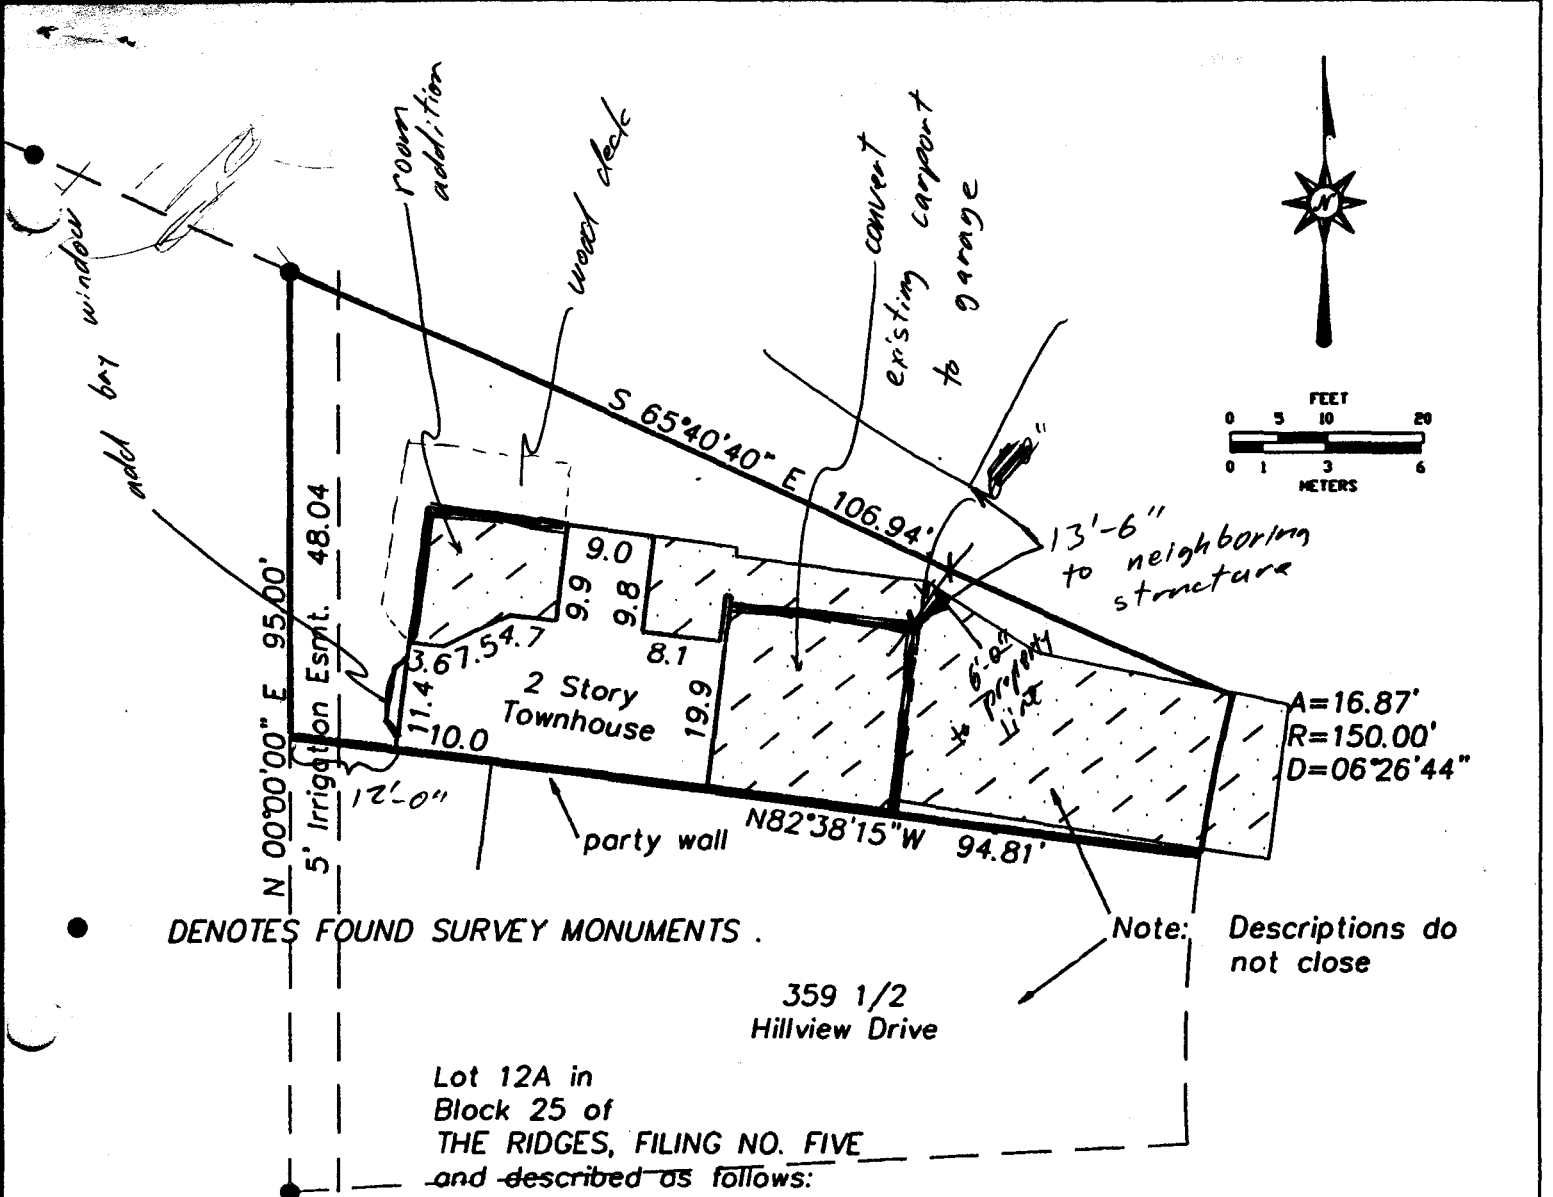 room
addition
wood deck
convert
existing carport
to garage
add bay window
N
FEET
0 5 10 20
0 1 3 6
METERS
S 65°40'40" E 106.94'
13'-6"
to neighboring
structure
6'-0"
to property
line
N 00°00'00" E 95.00'
5' Irrigation Esmt. 48.04
9.0
9.9
9.8
8.1
3.6 7.5 4.7
11.4
10.0
19.9
2 Story
Townhouse
12'-0"
party wall
N82°38'15"W 94.81'
A=16.87'
R=150.00'
D=06°26'44"
DENOTES FOUND SURVEY MONUMENTS .
Note: Descriptions do
not close
359 1/2
Hillview Drive
Lot 12A in
Block 25 of
THE RIDGES, FILING NO. FIVE
and described as follows: